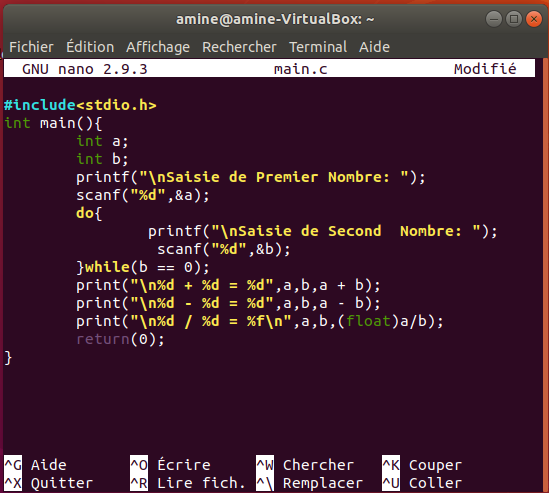 amine@amine-VirtualBox: ~
Fichier Édition Affichage Rechercher Terminal Aide
GNU nano 2.9.3 main.c Modifié
#include<stdio.h>
int main(){
int a;
int b;
printf("\nSaisie de Premier Nombre: ");
scanf("%d",&a);
do{
printf("\nSaisie de Second  Nombre: ");
scanf("%d",&b);
}while(b == 0);
print("\n%d + %d = %d",a,b,a + b);
print("\n%d - %d = %d",a,b,a - b);
print("\n%d / %d = %f\n",a,b,(float)a/b);
return(0);
}
^G Aide ^O Écrire ^W Chercher ^K Couper
^X Quitter ^R Lire fich. ^\ Remplacer ^U Coller